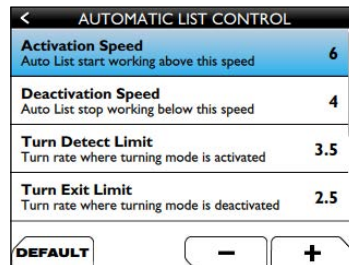 < AUTOMATIC LIST CONTROL
Activation Speed
Auto List start working above this speed
6
Deactivation Speed
Auto List stop working below this speed
4
Turn Detect Limit
Turn rate where turning mode is activated
3.5
Turn Exit Limit
Turn rate where turning mode is deactivated
2.5
DEFAULT
−
+